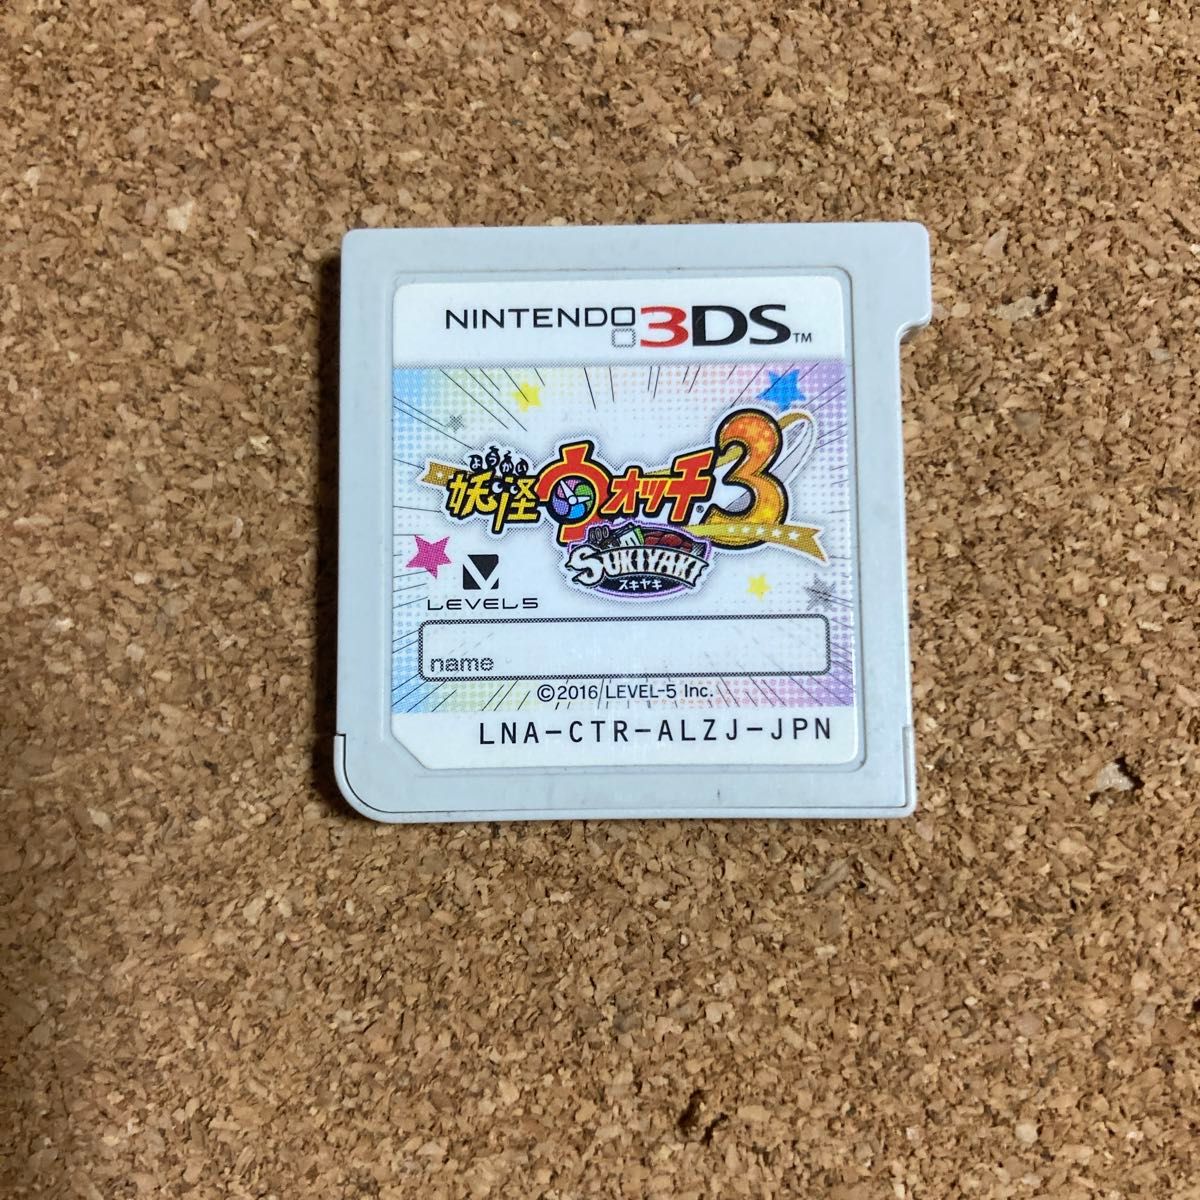 NINTENDO 3DS™
ようかい
妖怪ウォッチ3
SUKIYAKI
スキヤキ
LEVEL5
name
©2016 LEVEL-5 Inc.
LNA-CTR-ALZJ-JPN